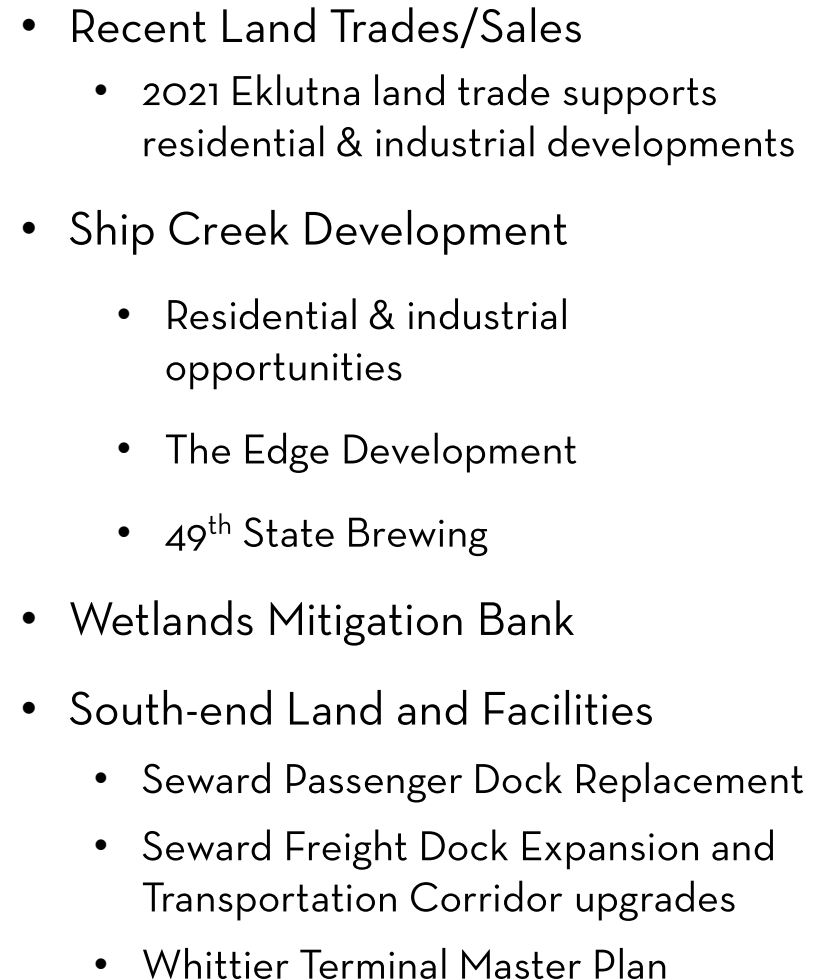 • Recent Land Trades/Sales
• 2021 Eklutna land trade supports
residential & industrial developments
• Ship Creek Development
• Residential & industrial
opportunities
• The Edge Development
• 49th State Brewing
• Wetlands Mitigation Bank
• South-end Land and Facilities
• Seward Passenger Dock Replacement
• Seward Freight Dock Expansion and
Transportation Corridor upgrades
• Whittier Terminal Master Plan